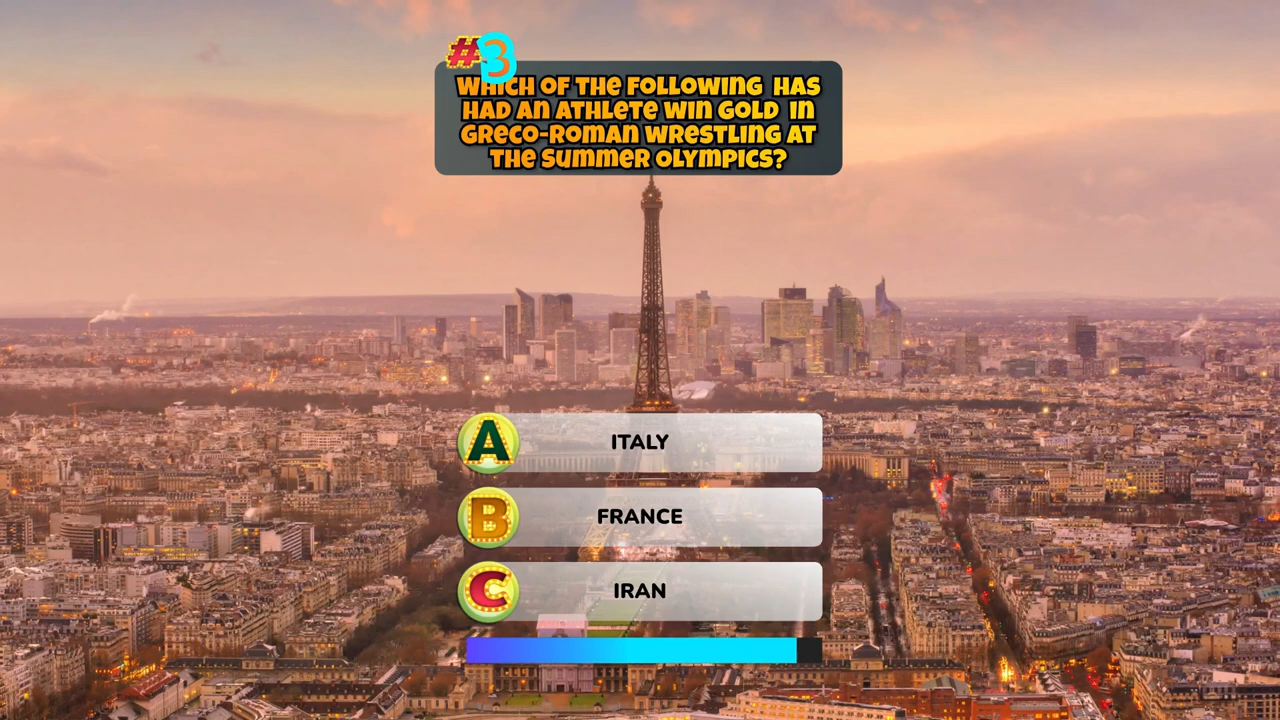 #3
WHICH OF THE FOLLOWING HAS
HAD AN ATHLETE WIN GOLD IN
GRECO-ROMAN WRESTLING AT
THE SUMMER OLYMPICS?
A ITALY
B FRANCE
C IRAN